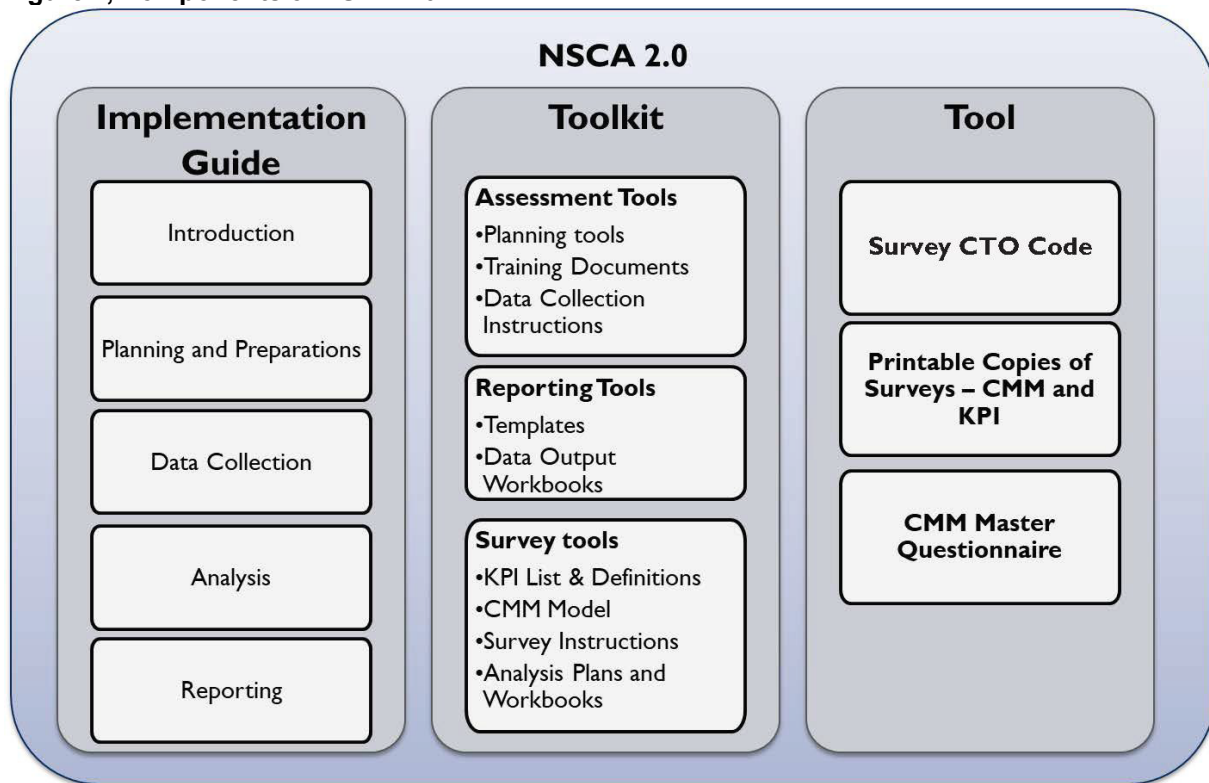 NSCA 2.0
Implementation
Guide
Introduction
Planning and Preparations
Data Collection
Analysis
Reporting
Toolkit
Assessment Tools
•Planning tools
•Training Documents
•Data Collection
Instructions
Reporting Tools
•Templates
•Data Output
Workbooks
Survey tools
•KPI List & Definitions
•CMM Model
•Survey Instructions
•Analysis Plans and
Workbooks
Tool
Survey CTO Code
Printable Copies of
Surveys – CMM and
KPI
CMM Master
Questionnaire